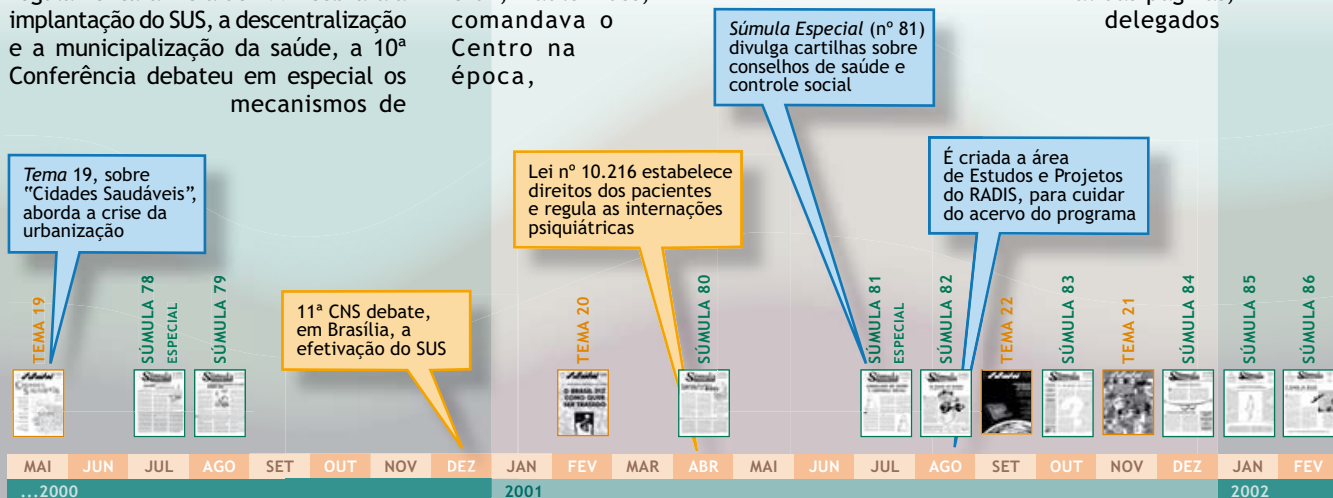 implantação do SUS, a descentralização
e a municipalização da saúde, a 10ª
Conferência debateu em especial os
mecanismos de
comandava o
Centro na
época,
delegados
Súmula Especial (nº 81)
divulga cartilhas sobre
conselhos de saúde e
controle social
Tema 19, sobre
"Cidades Saudáveis",
aborda a crise da
urbanização
11ª CNS debate,
em Brasília, a
efetivação do SUS
Lei nº 10.216 estabelece
direitos dos pacientes
e regula as internações
psiquiátricas
É criada a área
de Estudos e Projetos
do RADIS, para cuidar
do acervo do programa
TEMA 19
SÚMULA 78
ESPECIAL
SÚMULA 79
TEMA 20
SÚMULA 80
SÚMULA 81
ESPECIAL
SÚMULA 82
TEMA 22
SÚMULA 83
TEMA 21
SÚMULA 84
SÚMULA 85
SÚMULA 86
O BRASIL DIZ
COMO QUER
SER TRATADO
MAI JUN JUL AGO SET OUT NOV DEZ JAN FEV MAR ABR MAI JUN JUL AGO SET OUT NOV DEZ JAN FEV
...2000 2001 2002